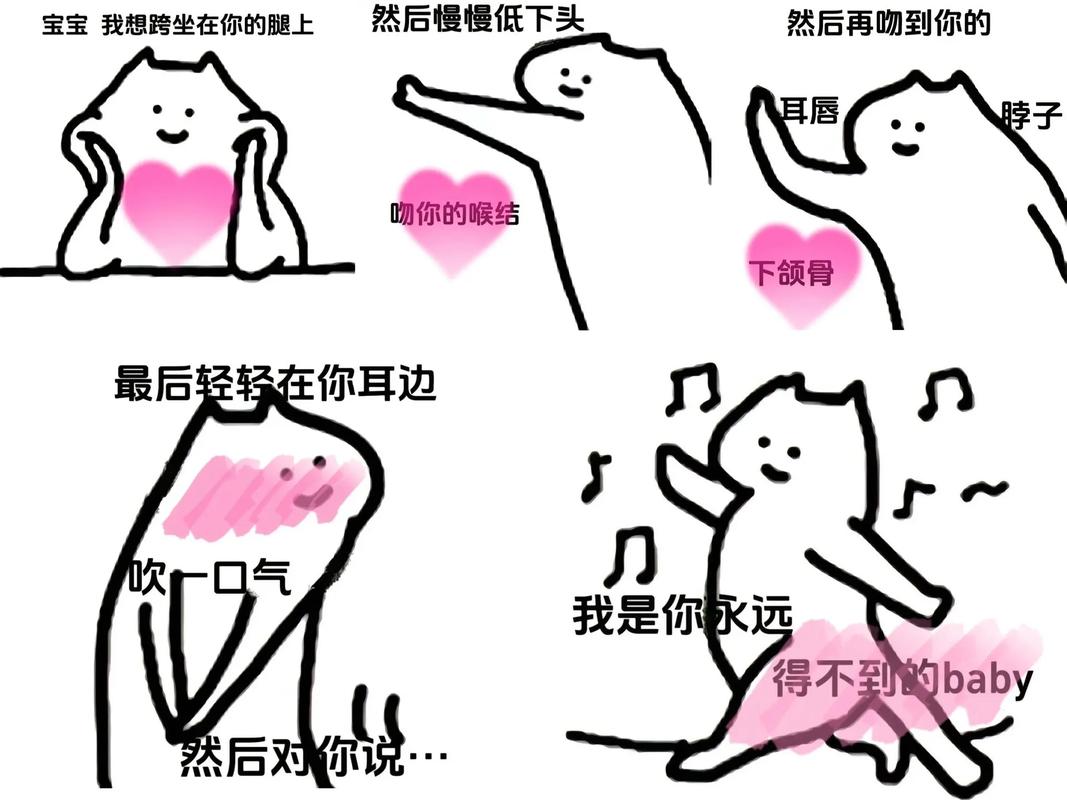 宝宝 我想跨坐在你的腿上
然后慢慢低下头
吻你的喉结
然后再吻到你的
耳唇
脖子
下颌骨
最后轻轻在你耳边
吹一口气
然后对你说…
我是你永远
得不到的baby